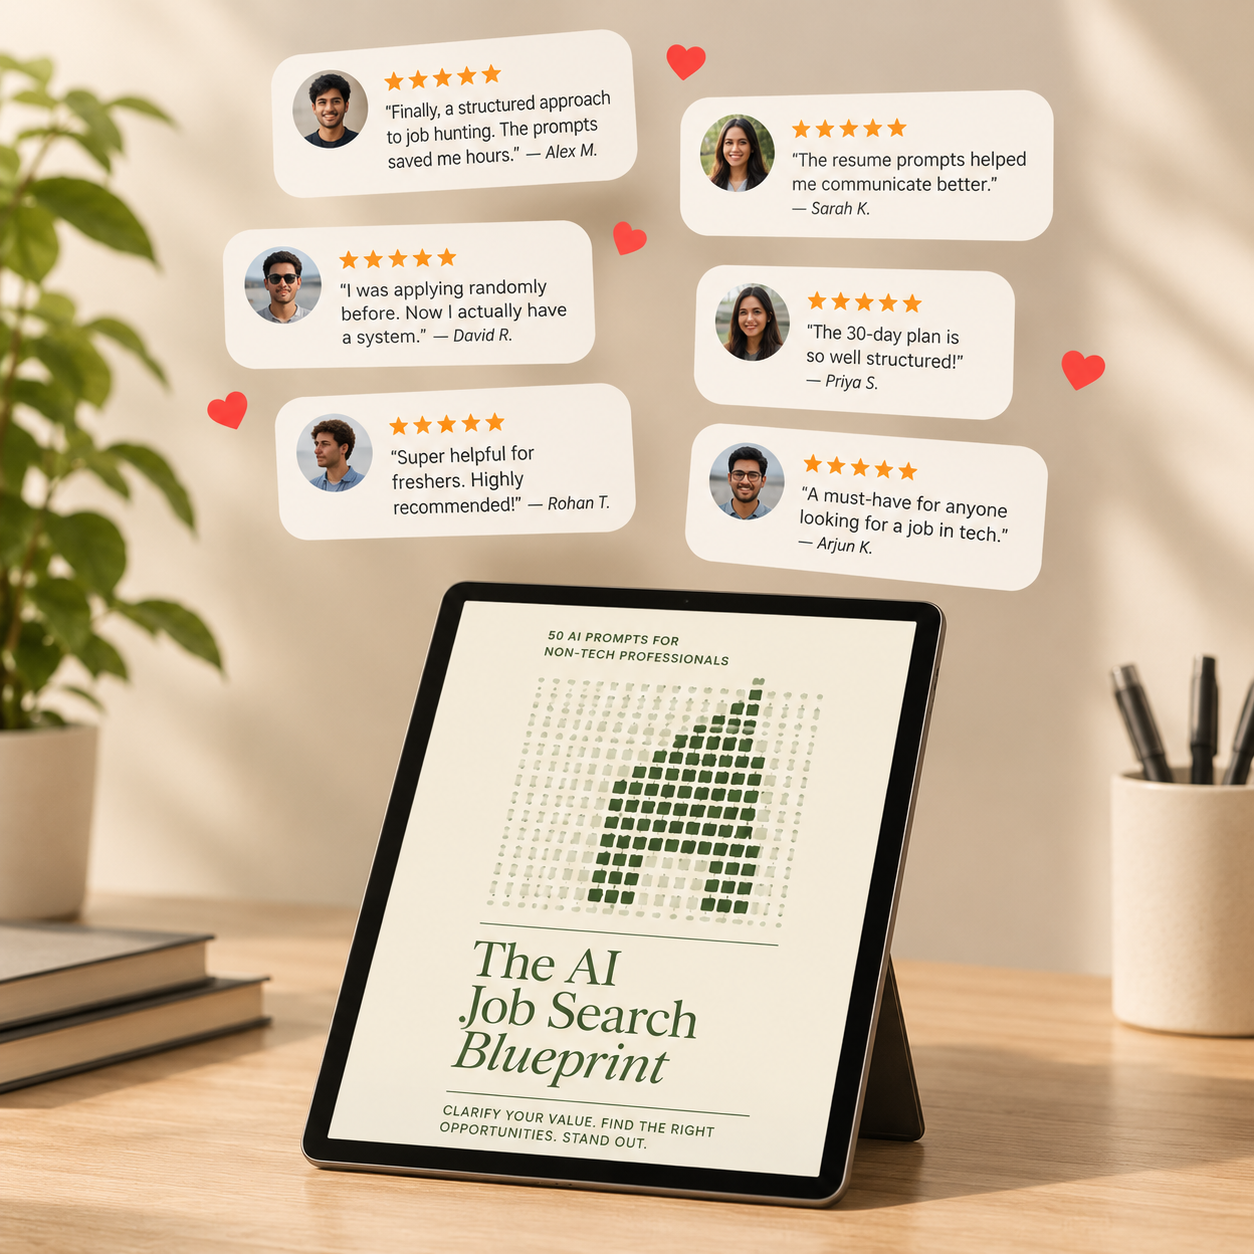 "Finally, a structured approach
to job hunting. The prompts
saved me hours." — Alex M.
"The resume prompts helped
me communicate better."
— Sarah K.
"I was applying randomly
before. Now I actually have
a system." — David R.
"The 30-day plan is
so well structured!"
— Priya S.
"Super helpful for
freshers. Highly
recommended!" — Rohan T.
"A must-have for anyone
looking for a job in tech."
— Arjun K.
50 AI PROMPTS FOR
NON-TECH PROFESSIONALS
The AI
Job Search
Blueprint
CLARIFY YOUR VALUE. FIND THE RIGHT
OPPORTUNITIES. STAND OUT.